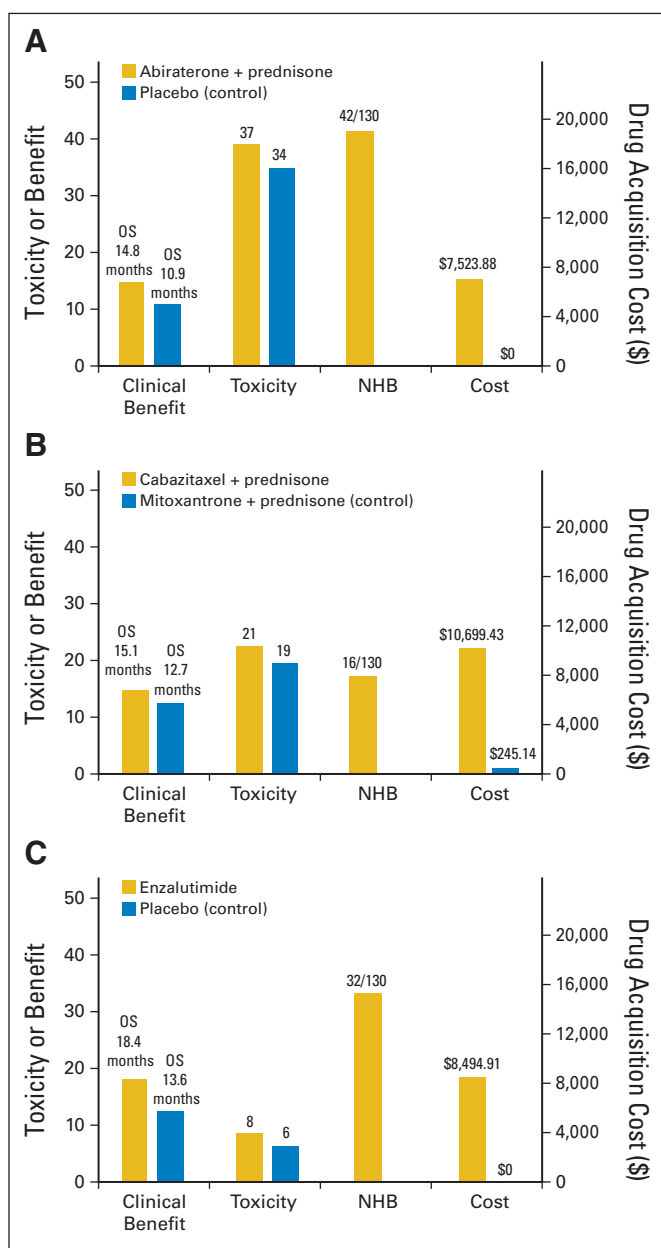 A
Abiraterone + prednisone
Placebo (control)
Toxicity or Benefit
Drug Acquisition Cost ($)
50
40
30
20
10
0
20,000
16,000
12,000
8,000
4,000
0
OS
14.8
months
OS
10.9
months
37
34
42/130
$7,523.88
$0
Clinical
Benefit
Toxicity
NHB
Cost
B
Cabazitaxel + prednisone
Mitoxantrone + prednisone (control)
Toxicity or Benefit
Drug Acquisition Cost ($)
50
40
30
20
10
0
20,000
16,000
12,000
8,000
4,000
0
OS
15.1
months
OS
12.7
months
21
19
16/130
$10,699.43
$245.14
Clinical
Benefit
Toxicity
NHB
Cost
C
Enzalutimide
Placebo (control)
Toxicity or Benefit
Drug Acquisition Cost ($)
50
40
30
20
10
0
20,000
16,000
12,000
8,000
4,000
0
OS
18.4
months
OS
13.6
months
8
6
32/130
$8,494.91
$0
Clinical
Benefit
Toxicity
NHB
Cost